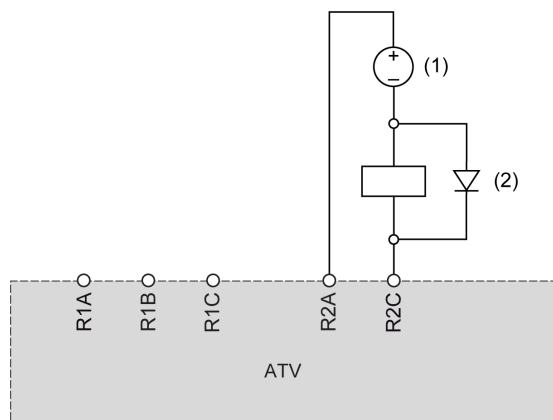 +
(1)
−
(2)
R1A
R1B
R1C
R2A
R2C
ATV